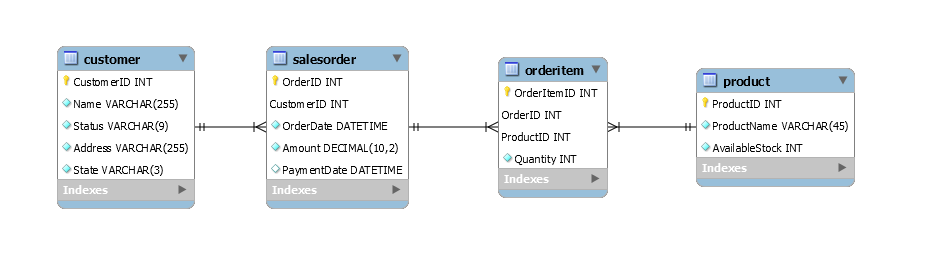 customer
CustomerID INT
Name VARCHAR(255)
Status VARCHAR(9)
Address VARCHAR(255)
State VARCHAR(3)
Indexes
salesorder
OrderID INT
CustomerID INT
OrderDate DATETIME
Amount DECIMAL(10,2)
PaymentDate DATETIME
Indexes
orderitem
OrderItemID INT
OrderID INT
ProductID INT
Quantity INT
Indexes
product
ProductID INT
ProductName VARCHAR(45)
AvailableStock INT
Indexes